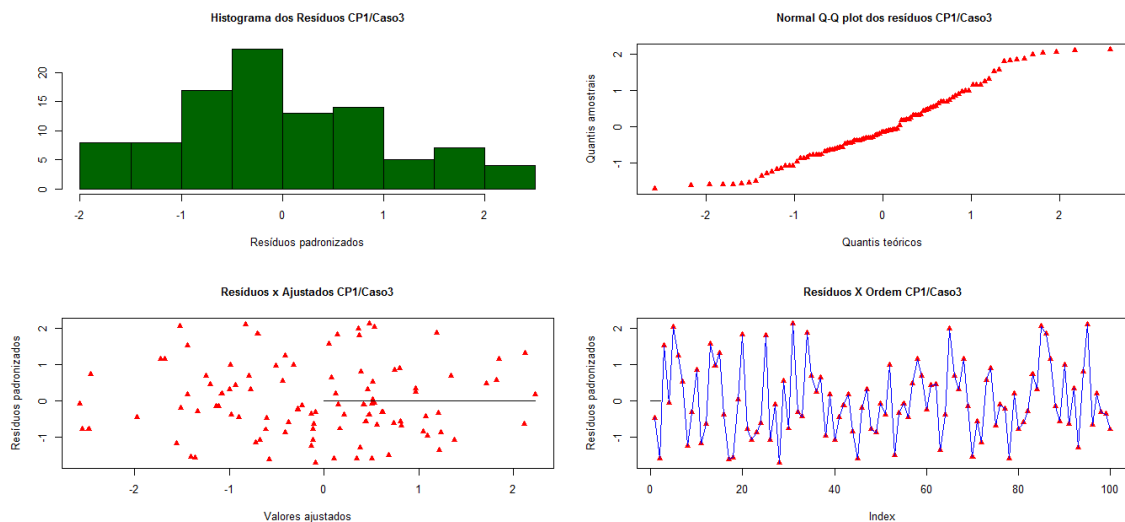 Histograma dos Resíduos CP1/Caso3
20
15
10
5
0
-2 -1 0 1 2
Resíduos padronizados
Normal Q-Q plot dos resíduos CP1/Caso3
Quantis amostrais
2
1
0
-1
-2 -1 0 1 2
Quantis teóricos
Resíduos x Ajustados CP1/Caso3
Resíduos padronizados
2
1
0
-1
-2 -1 0 1 2
Valores ajustados
Resíduos X Ordem CP1/Caso3
Resíduos padronizados
2
1
0
-1
0 20 40 60 80 100
Index